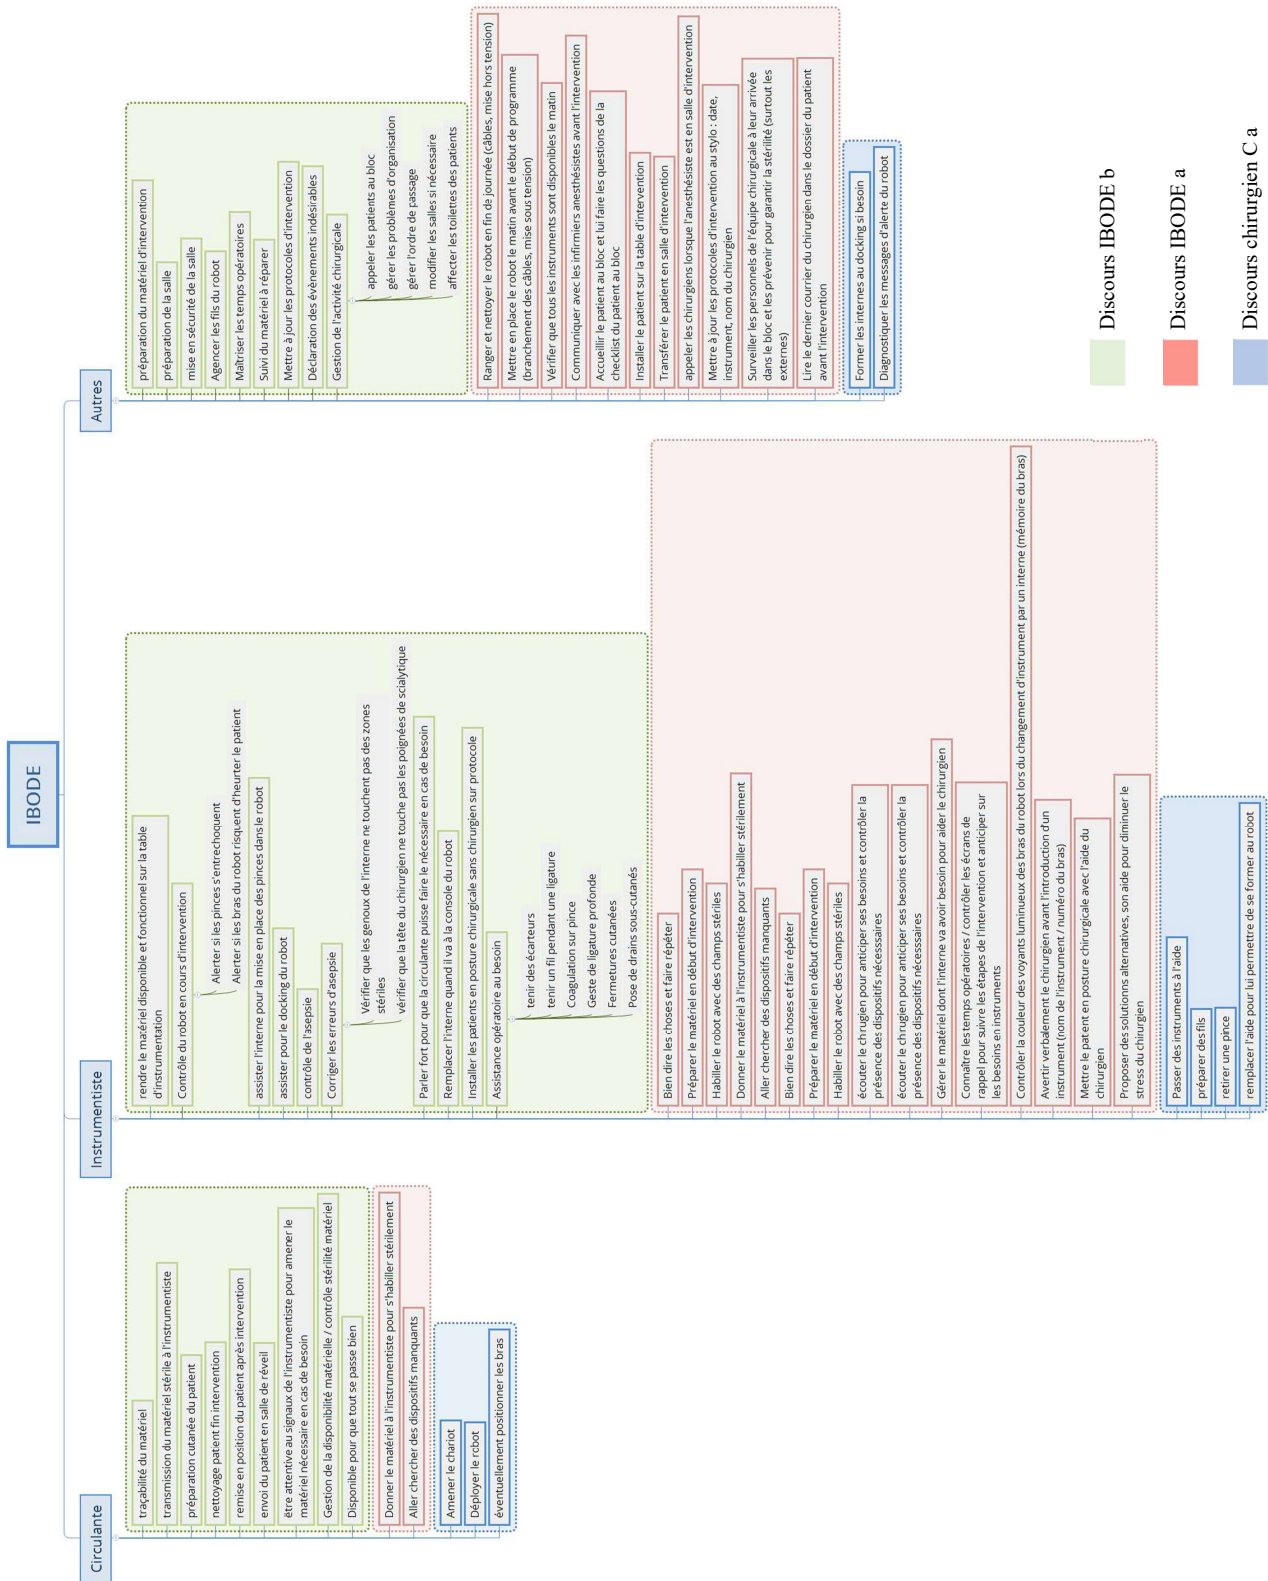 IBODE
Circulante
traçabilité du matériel
transmission du matériel stérile à l'instrumentiste
préparation cutanée du patient
nettoyage patient fin intervention
remise en position du patient après intervention
envoi du patient en salle de réveil
être attentive au signaux de l'instrumentiste pour amener le
matériel nécessaire en cas de besoin
Gestion de la disponibilité matérielle / contrôle stérilité matériel
Disponible pour que tout se passe bien
Donner le matériel à l'instrumentiste pour s'habiller stérilement
Aller chercher des dispositifs manquants
Amener le chariot
Déployer le robot
éventuellement positionner les bras
Instrumentiste
rendre le matériel disponible et fonctionnel sur la table
d'instrumentation
Contrôle du robot en cours d'intervention
Alerter si les pinces s'entrechoquent
Alerter si les bras du robot risquent d'heurter le patient
assister l'interne pour la mise en place des pinces dans le robot
assister pour le docking du robot
contrôle de l'asepsie
Corriger les erreurs d'asepsie
Vérifier que les genoux de l'interne ne touchent pas des zones
stériles
vérifier que la tête du chirurgien ne touche pas les poignées de scialytique
Parler fort pour que la circulante puisse faire le nécessaire en cas de besoin
Remplacer l'interne quand il va à la console du robot
Installer les patients en posture chirurgicale sans chirurgien sur protocole
Assistance opératoire au besoin
tenir des écarteurs
tenir un fil pendant une ligature
Coagulation sur pince
Geste de ligature profonde
Fermetures cutanées
Pose de drains sous-cutanés
Bien dire les choses et faire répéter
Préparer le matériel en début d'intervention
Habiller le robot avec des champs stériles
Donner le matériel à l'instrumentiste pour s'habiller stérilement
Aller chercher des dispositifs manquants
Bien dire les choses et faire répéter
Préparer le matériel en début d'intervention
Habiller le robot avec des champs stériles
écouter le chrugien pour anticiper ses besoins et contrôler la
présence des dispositifs nécesssaires
écouter le chrugien pour anticiper ses besoins et contrôler la
présence des dispositifs nécesssaires
Gérer le matériel dont l'interne va avoir besoin pour aider le chirurgien
Connaître les temps opératoires / contrôler les écrans de
rappel pour suivre les étapes de l'intervention et anticiper sur
les besoins en instruments
Contrôler la couleur des voyants lumineux des bras du robot lors du changement d'instrument par un interne (mémoire du bras)
Avertir verbalement le chirurgien avant l'introduction d'un
instrument (nom de l'instrument / numéro du bras)
Mettre le patent en posture chirurgicale avec l'aide du
chirurgien
Proposer des solutionns alternatives, son aide pour diminuer le
stress du chirurgien
Passer des instruments à l'aide
préparer des fils
retirer une pince
remplacer l'aide pour lui permettre de se former au robot
Autres
préparation du matériel d'intervention
préparation de la salle
mise en sécurité de la salle
Agencer les fils du robot
Maîtriser les temps opératoires
Suivi du matériel à réparer
Mettre à jour les protocoles d'intervention
Déclaration des évènements indésirables
Gestion de l'activité chirurgicale
appeler les patients au bloc
gérer les problèmes d'organisation
gérer l'ordre de passage
modifier les salles si nécessaire
affecter les toilettes des patients
Ranger et nettoyer le robot en fin de journée (câbles, mise hors tension)
Mettre en place le robot le matin avant le début de programme
(branchement des câbles, mise sous tension)
Vérifier que tous les instruments sont disponibles le matin
Communiquer avec les infirmiers anesthésistes avant l'intervention
Accueillir le patient au bloc et lui faire les questions de la
checklist du patient au bloc
Installer le patient sur la table d'intervention
Transférer le patient en salle d'intervention
appeler les chirurgiens lorsque l'anesthésiste est en salle d'intervention
Mettre à jour les protocoles d'intervention au stylo : date,
instrument, nom du chirurgien
Surveiller les personnels de l'équipe chirurgicale à leur arrivée
dans le bloc et les prévenir pour garantir la stérilité (surtout les
externes)
Lire le dernier courrier du chirurgien dans le dossier du patient
avant l'intervention
Former les internes au docking si besoin
Diagnostiquer les messages d'alerte du robot
Discours IBODE b
Discours IBODE a
Discours chirurgien C a